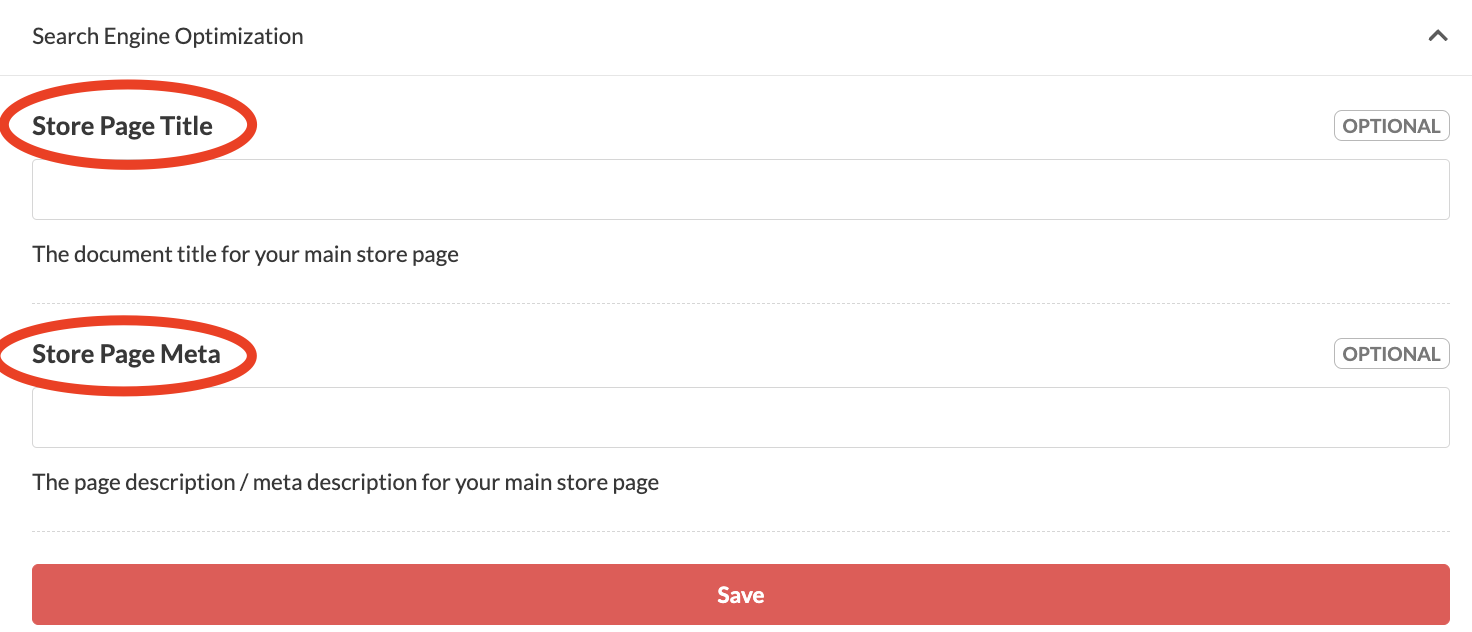 Search Engine Optimization
Store Page Title
OPTIONAL
The document title for your main store page
Store Page Meta
OPTIONAL
The page description / meta description for your main store page
Save